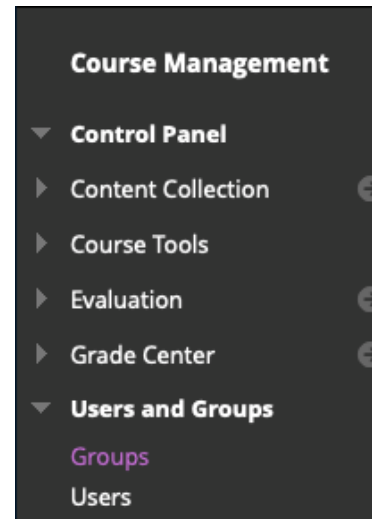 Course Management
Control Panel
Content Collection
Course Tools
Evaluation
Grade Center
Users and Groups
Groups
Users